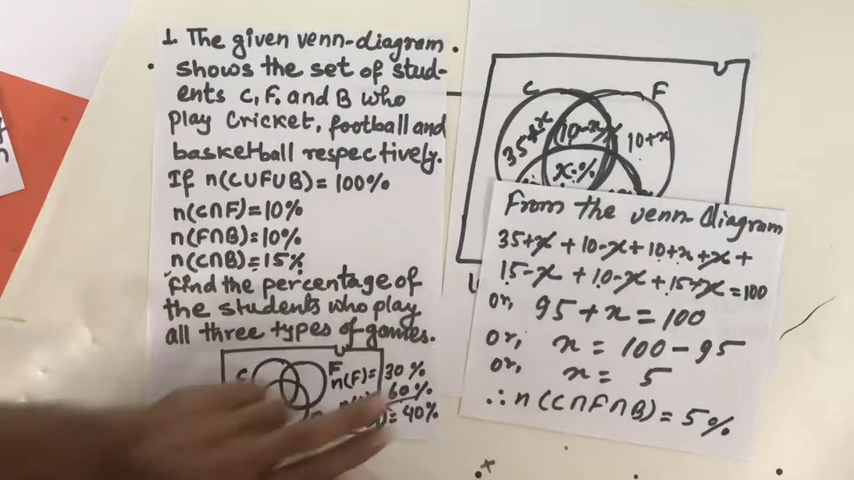 1. The given venn-diagram.
shows the set of stud-
ents C, F. and B who
play Cricket, football and
basketball respectively.
If n(C∪F∪B)=100%
n(C∩F)=10%
n(F∩B)=10%
n(C∩B)=15%
Find the percentage of
the students who play
all three types of games.
C
F
n(F)=30%
60%
=40%
C
F
35+x
10-x
10+x
x%
From the venn-diagram
35+x+10-x+10+x+x+
15-x+10-x+15+x=100
or, 95+x=100
or, x=100-95
or, x=5
∴n(C∩F∩B)=5%